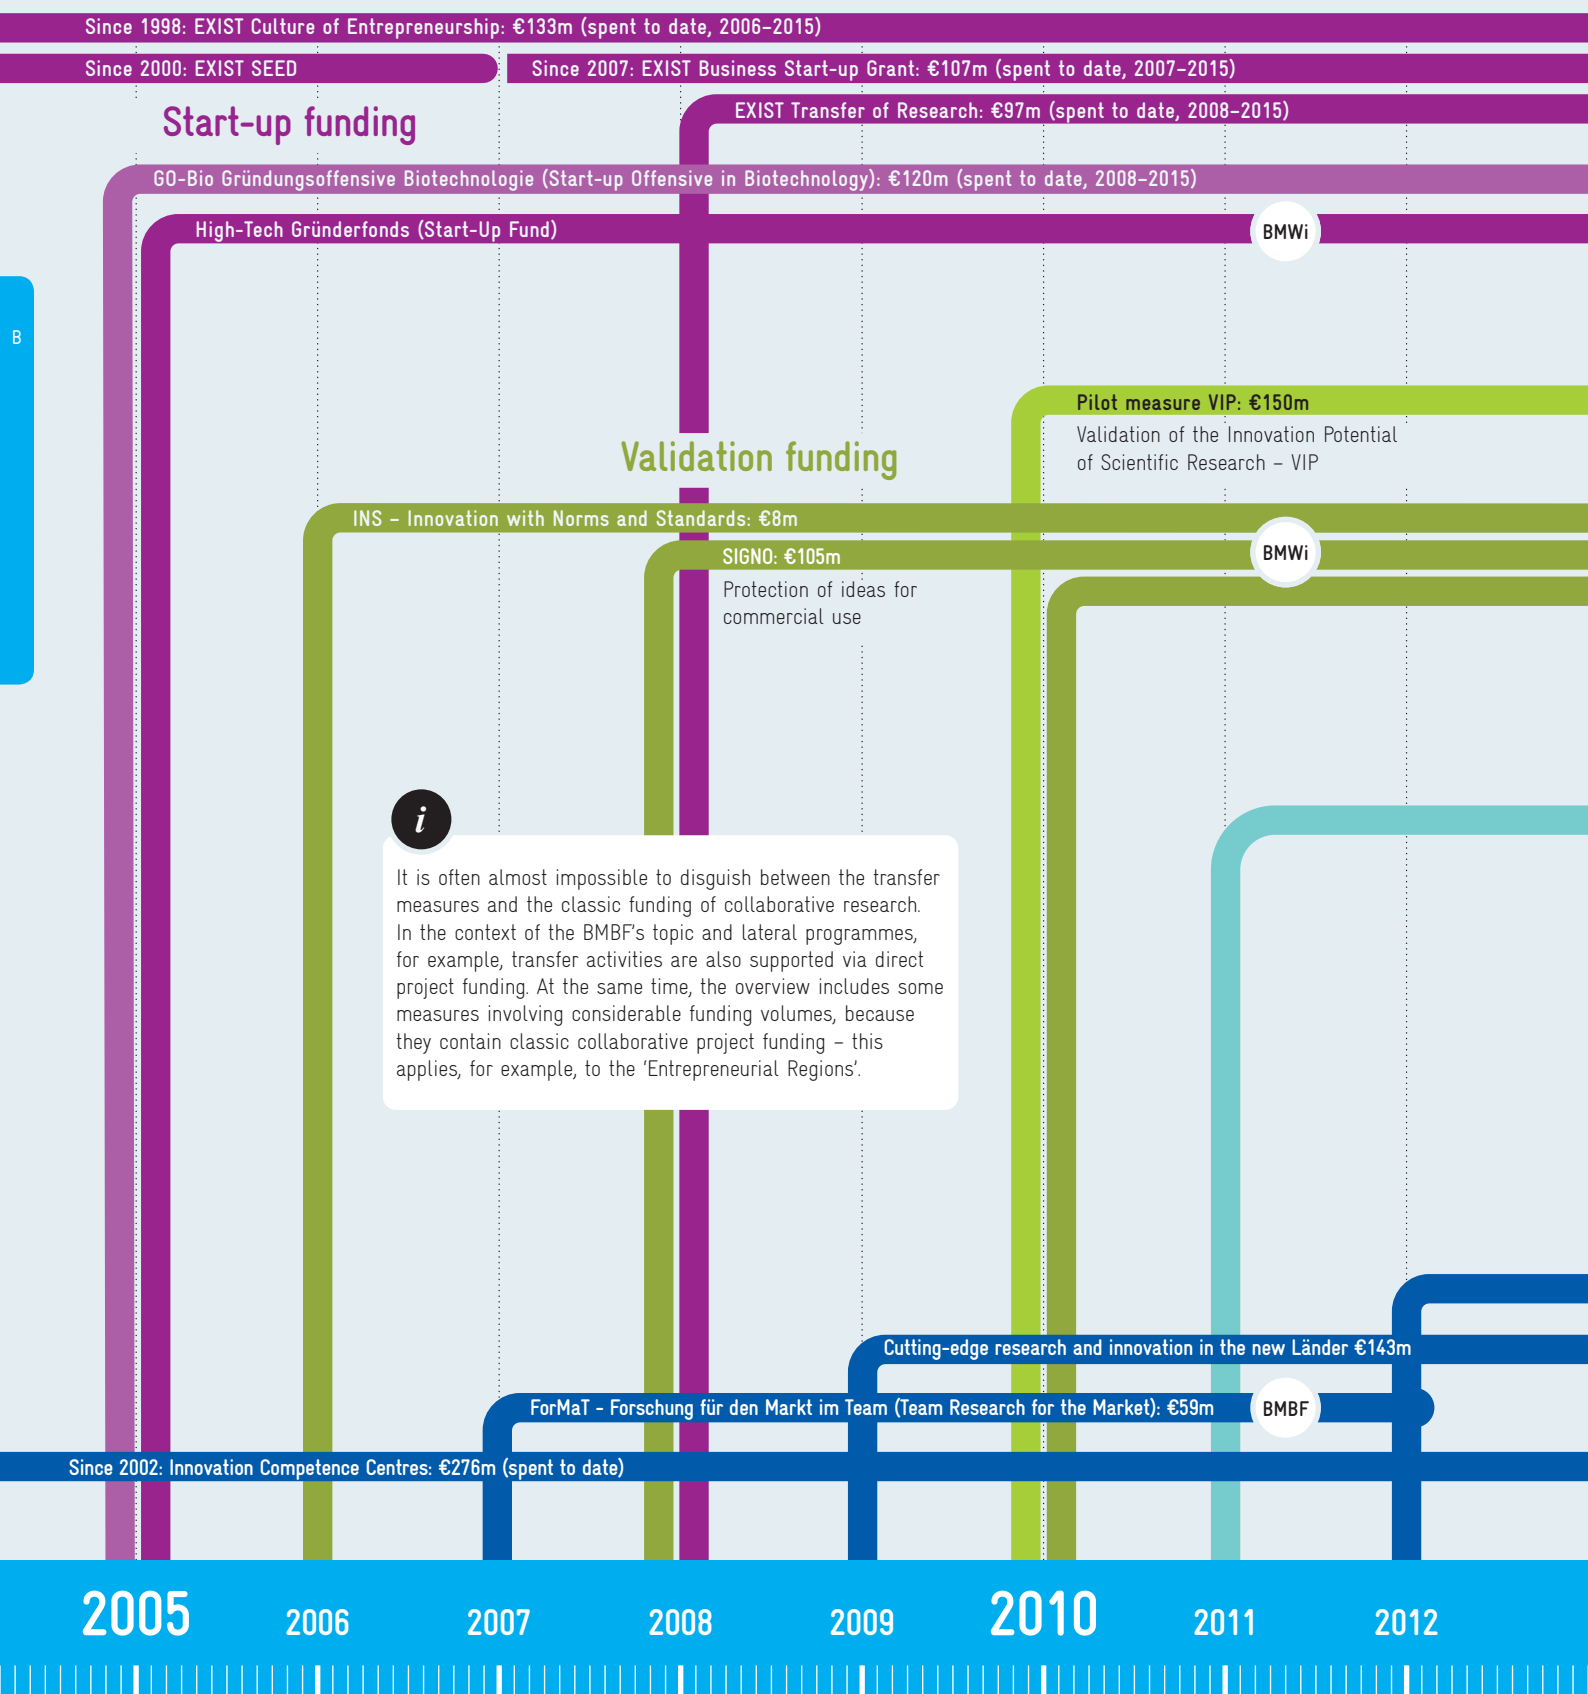 Since 1998: EXIST Culture of Entrepreneurship: €133m (spent to date, 2006–2015)
Since 2000: EXIST SEED
Since 2007: EXIST Business Start-up Grant: €107m (spent to date, 2007–2015)
EXIST Transfer of Research: €97m (spent to date, 2008–2015)
Start-up funding
GO-Bio Gründungsoffensive Biotechnologie (Start-up Offensive in Biotechnology): €120m (spent to date, 2008–2015)
High-Tech Gründerfonds (Start-Up Fund)
BMWi
B
Pilot measure VIP: €150m
Validation of the Innovation Potential
of Scientific Research – VIP
Validation funding
INS – Innovation with Norms and Standards: €8m
SIGNO: €105m
BMWi
Protection of ideas for
commercial use
i
It is often almost impossible to disguish between the transfer
measures and the classic funding of collaborative research.
In the context of the BMBF's topic and lateral programmes,
for example, transfer activities are also supported via direct
project funding. At the same time, the overview includes some
measures involving considerable funding volumes, because
they contain classic collaborative project funding – this
applies, for example, to the 'Entrepreneurial Regions'.
Cutting-edge research and innovation in the new Länder €143m
ForMaT - Forschung für den Markt im Team (Team Research for the Market): €59m
BMBF
Since 2002: Innovation Competence Centres: €276m (spent to date)
2005
2006
2007
2008
2009
2010
2011
2012